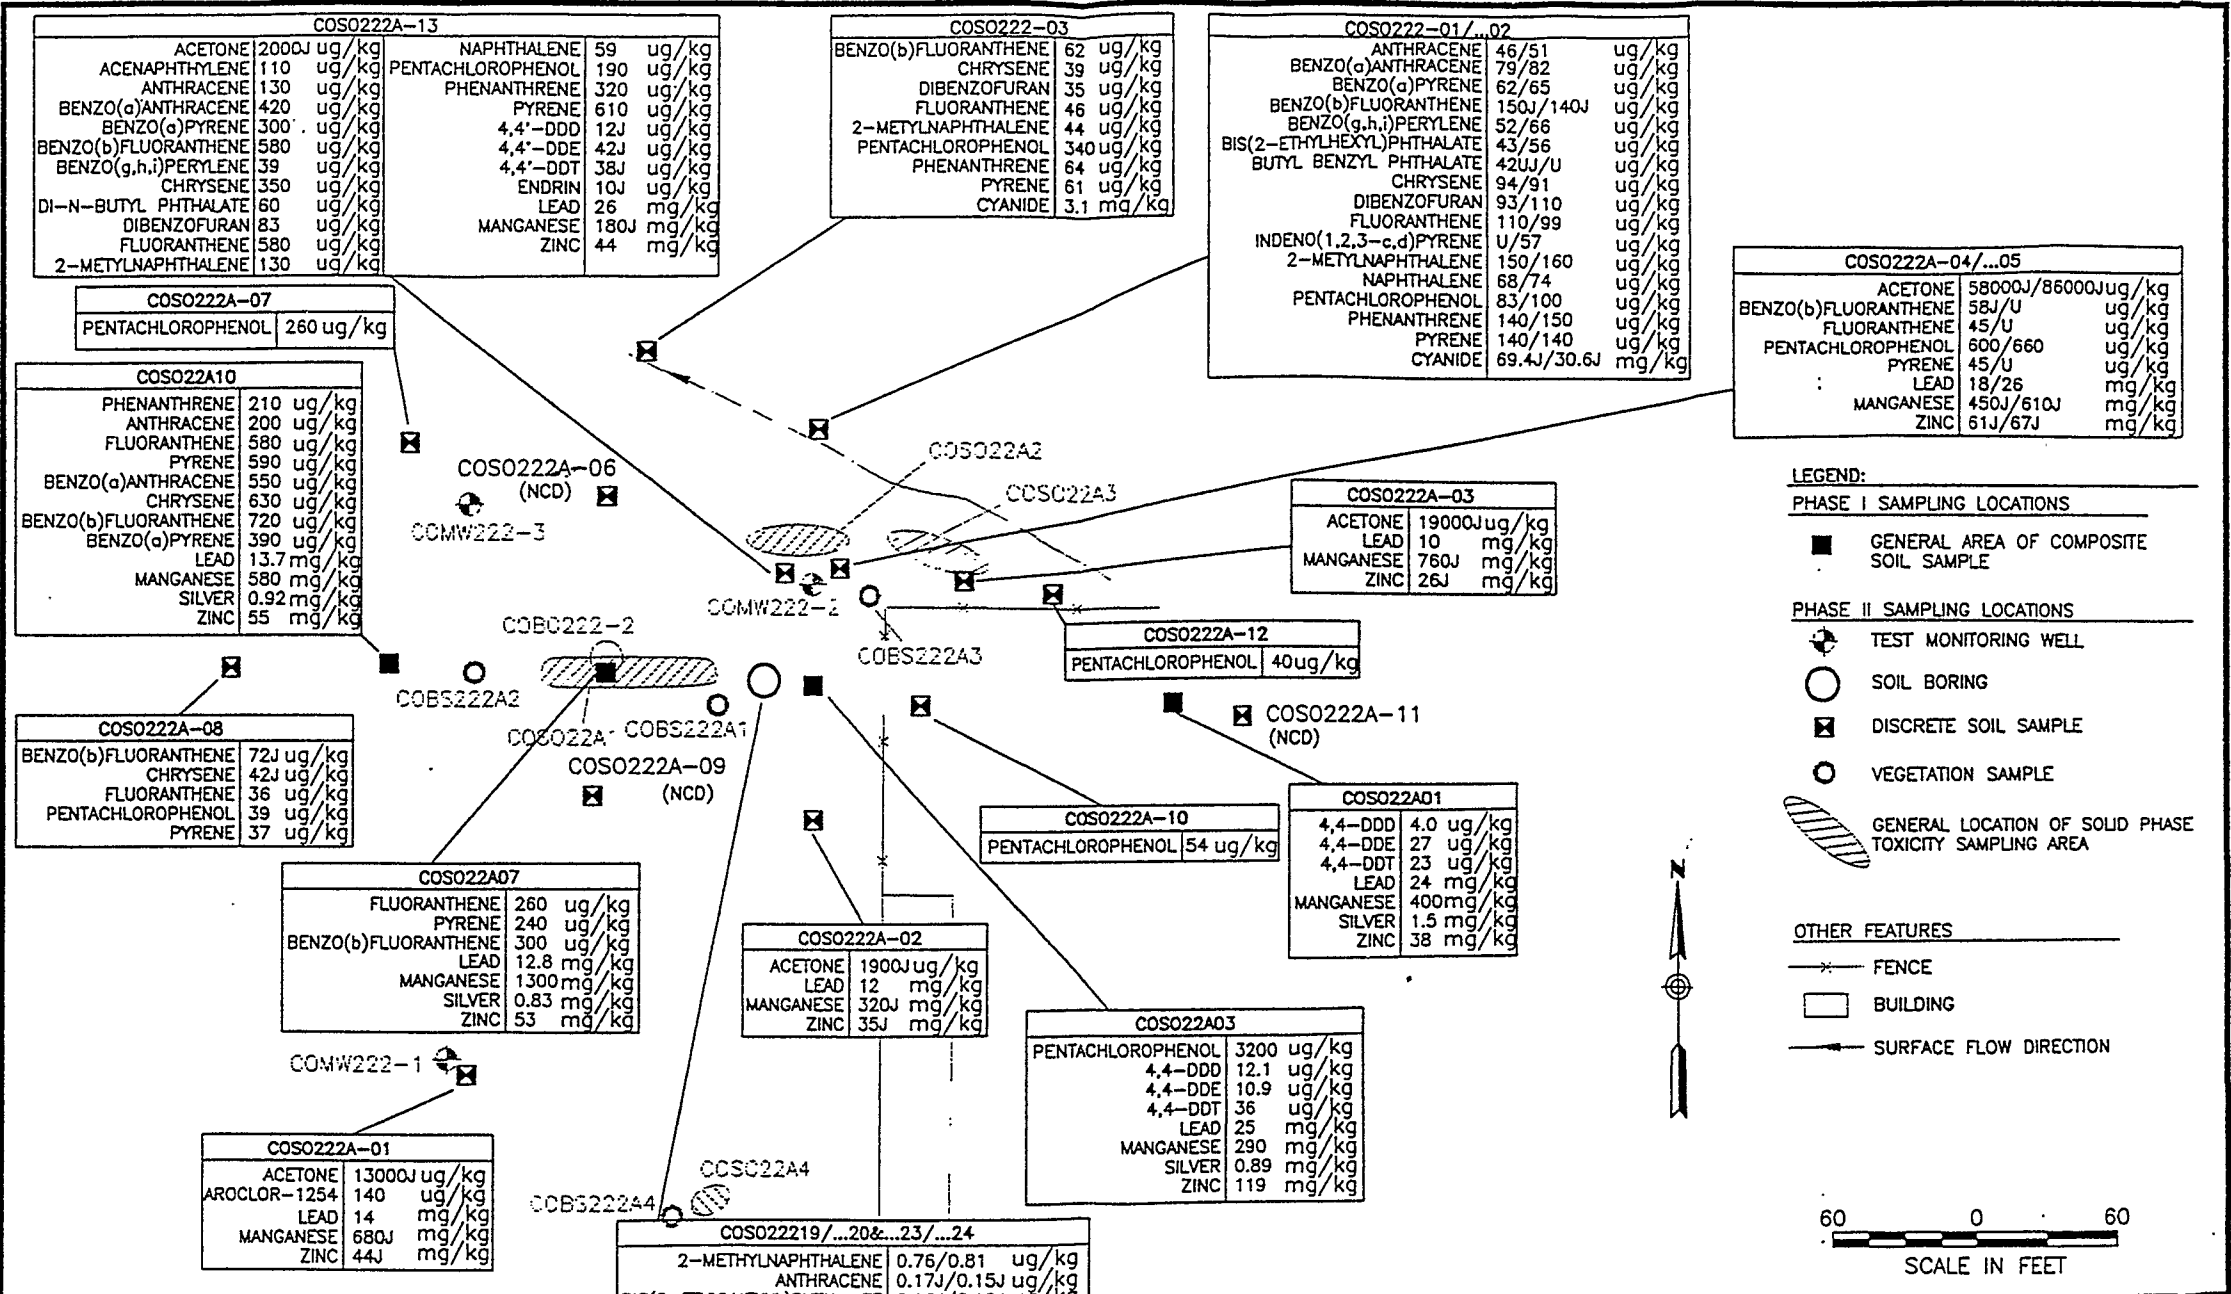 COSO222A-13
ACETONE 2000J ug/kg
ACENAPHTHYLENE 110 ug/kg
ANTHRACENE 130 ug/kg
BENZO(a)ANTHRACENE 420 ug/kg
BENZO(a)PYRENE 300 ug/kg
BENZO(b)FLUORANTHENE 580 ug/kg
BENZO(g,h,i)PERYLENE 39 ug/kg
CHRYSENE 350 ug/kg
DI-N-BUTYL PHTHALATE 60 ug/kg
DIBENZOFURAN 83 ug/kg
FLUORANTHENE 580 ug/kg
2-METYLNAPHTHALENE 130 ug/kg
NAPHTHALENE 59 ug/kg
PENTACHLOROPHENOL 190 ug/kg
PHENANTHRENE 320 ug/kg
PYRENE 610 ug/kg
4,4'-DDD 12J ug/kg
4,4'-DDE 42J ug/kg
4,4'-DDT 38J ug/kg
ENDRIN 10J ug/kg
LEAD 26 mg/kg
MANGANESE 180J mg/kg
ZINC 44 mg/kg
COSO222-03
BENZO(b)FLUORANTHENE 62 ug/kg
CHRYSENE 39 ug/kg
DIBENZOFURAN 35 ug/kg
FLUORANTHENE 46 ug/kg
2-METYLNAPHTHALENE 44 ug/kg
PENTACHLOROPHENOL 340 ug/kg
PHENANTHRENE 64 ug/kg
PYRENE 61 ug/kg
CYANIDE 3.1 mg/kg
COSO222-01/...02
ANTHRACENE 46/51 ug/kg
BENZO(a)ANTHRACENE 79/82 ug/kg
BENZO(a)PYRENE 62/65 ug/kg
BENZO(b)FLUORANTHENE 150J/140J ug/kg
BENZO(g,h,i)PERYLENE 52/66 ug/kg
BIS(2-ETHYLHEXYL)PHTHALATE 43/56 ug/kg
BUTYL BENZYL PHTHALATE 42UJ/U ug/kg
CHRYSENE 94/91 ug/kg
DIBENZOFURAN 93/110 ug/kg
FLUORANTHENE 110/99 ug/kg
INDENO(1,2,3-c,d)PYRENE U/57 ug/kg
2-METYLNAPHTHALENE 150/160 ug/kg
NAPHTHALENE 68/74 ug/kg
PENTACHLOROPHENOL 83/100 ug/kg
PHENANTHRENE 140/150 ug/kg
PYRENE 140/140 ug/kg
CYANIDE 69.4J/30.6J mg/kg
COSO222A-04/...05
ACETONE 58000J/86000J ug/kg
BENZO(b)FLUORANTHENE 58J/U ug/kg
FLUORANTHENE 45/U ug/kg
PENTACHLOROPHENOL 600/660 ug/kg
PYRENE 45/U ug/kg
LEAD 18/26 mg/kg
MANGANESE 450J/610J mg/kg
ZINC 61J/67J mg/kg
COSO222A-07
PENTACHLOROPHENOL 260 ug/kg
COSO22A10
PHENANTHRENE 210 ug/kg
ANTHRACENE 200 ug/kg
FLUORANTHENE 580 ug/kg
PYRENE 590 ug/kg
BENZO(a)ANTHRACENE 550 ug/kg
CHRYSENE 630 ug/kg
BENZO(b)FLUORANTHENE 720 ug/kg
BENZO(a)PYRENE 390 ug/kg
LEAD 13.7 mg/kg
MANGANESE 580 mg/kg
SILVER 0.92 mg/kg
ZINC 55 mg/kg
COSO222A-06
(NCD)
COMW222-3
COSO22A2
COSO22A3
COSO222A-03
ACETONE 19000J ug/kg
LEAD 10 mg/kg
MANGANESE 760J mg/kg
ZINC 26J mg/kg
COMW222-2
COBO222-2
COBS222A3
COSO222A-12
PENTACHLOROPHENOL 40 ug/kg
COBS222A2
COSO22A1
COBS222A1
COSO222A-11
(NCD)
COSO222A-08
BENZO(b)FLUORANTHENE 72J ug/kg
CHRYSENE 42J ug/kg
FLUORANTHENE 36 ug/kg
PENTACHLOROPHENOL 39 ug/kg
PYRENE 37 ug/kg
COSO222A-09
(NCD)
COSO222A-10
PENTACHLOROPHENOL 54 ug/kg
COSO22A01
4,4-DDD 4.0 ug/kg
4,4-DDE 27 ug/kg
4,4-DDT 23 ug/kg
LEAD 24 mg/kg
MANGANESE 400 mg/kg
SILVER 1.5 mg/kg
ZINC 38 mg/kg
COSO22A07
FLUORANTHENE 260 ug/kg
PYRENE 240 ug/kg
BENZO(b)FLUORANTHENE 300 ug/kg
LEAD 12.8 mg/kg
MANGANESE 1300 mg/kg
SILVER 0.83 mg/kg
ZINC 53 mg/kg
COSO222A-02
ACETONE 1900J ug/kg
LEAD 12 mg/kg
MANGANESE 320J mg/kg
ZINC 35J mg/kg
COSO22A03
PENTACHLOROPHENOL 3200 ug/kg
4,4-DDD 12.1 ug/kg
4,4-DDE 10.9 ug/kg
4,4-DDT 36 ug/kg
LEAD 25 mg/kg
MANGANESE 290 mg/kg
SILVER 0.89 mg/kg
ZINC 119 mg/kg
COMW222-1
COSO222A-01
ACETONE 13000J ug/kg
AROCLOR-1254 140 ug/kg
LEAD 14 mg/kg
MANGANESE 680J mg/kg
ZINC 44J mg/kg
COSO22A4
COBS222A4
COSO22219/...20&...23/...24
2-METHYLNAPHTHALENE 0.76/0.81 ug/kg
ANTHRACENE 0.17J/0.15J ug/kg
LEGEND:
PHASE I SAMPLING LOCATIONS
GENERAL AREA OF COMPOSITE
SOIL SAMPLE
PHASE II SAMPLING LOCATIONS
TEST MONITORING WELL
SOIL BORING
DISCRETE SOIL SAMPLE
VEGETATION SAMPLE
GENERAL LOCATION OF SOLID PHASE
TOXICITY SAMPLING AREA
OTHER FEATURES
FENCE
BUILDING
SURFACE FLOW DIRECTION
N
60 0 60
SCALE IN FEET